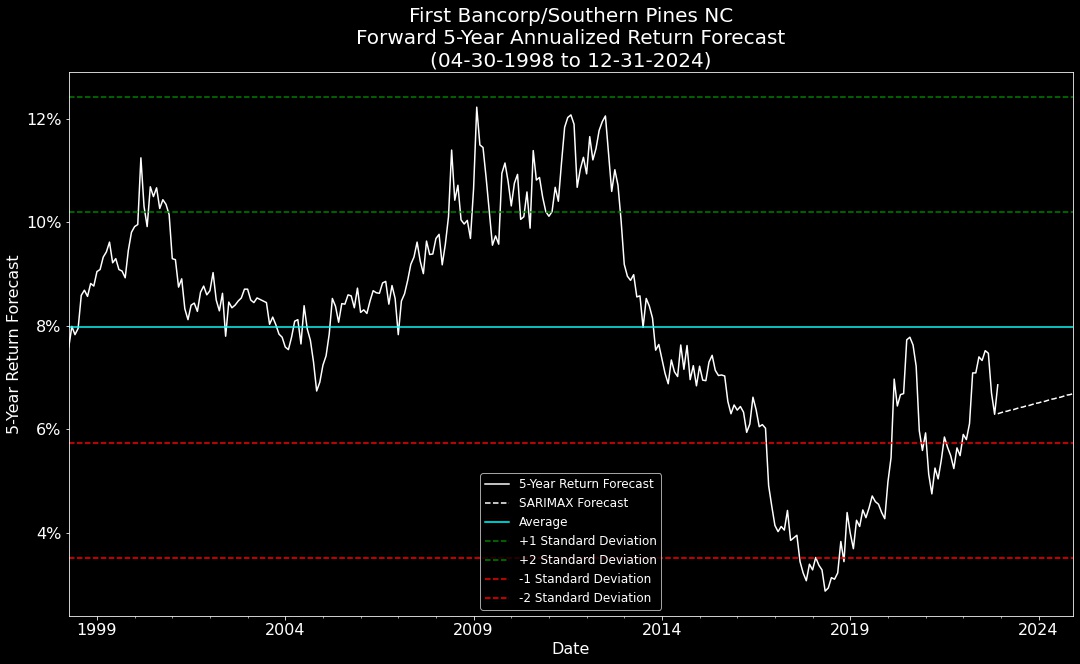 First Bancorp/Southern Pines NC
Forward 5-Year Annualized Return Forecast
(04-30-1998 to 12-31-2024)
5-Year Return Forecast
12%
10%
8%
6%
4%
5-Year Return Forecast
SARIMAX Forecast
Average
+1 Standard Deviation
+2 Standard Deviation
-1 Standard Deviation
-2 Standard Deviation
1999 2004 2009 2014 2019 2024
Date